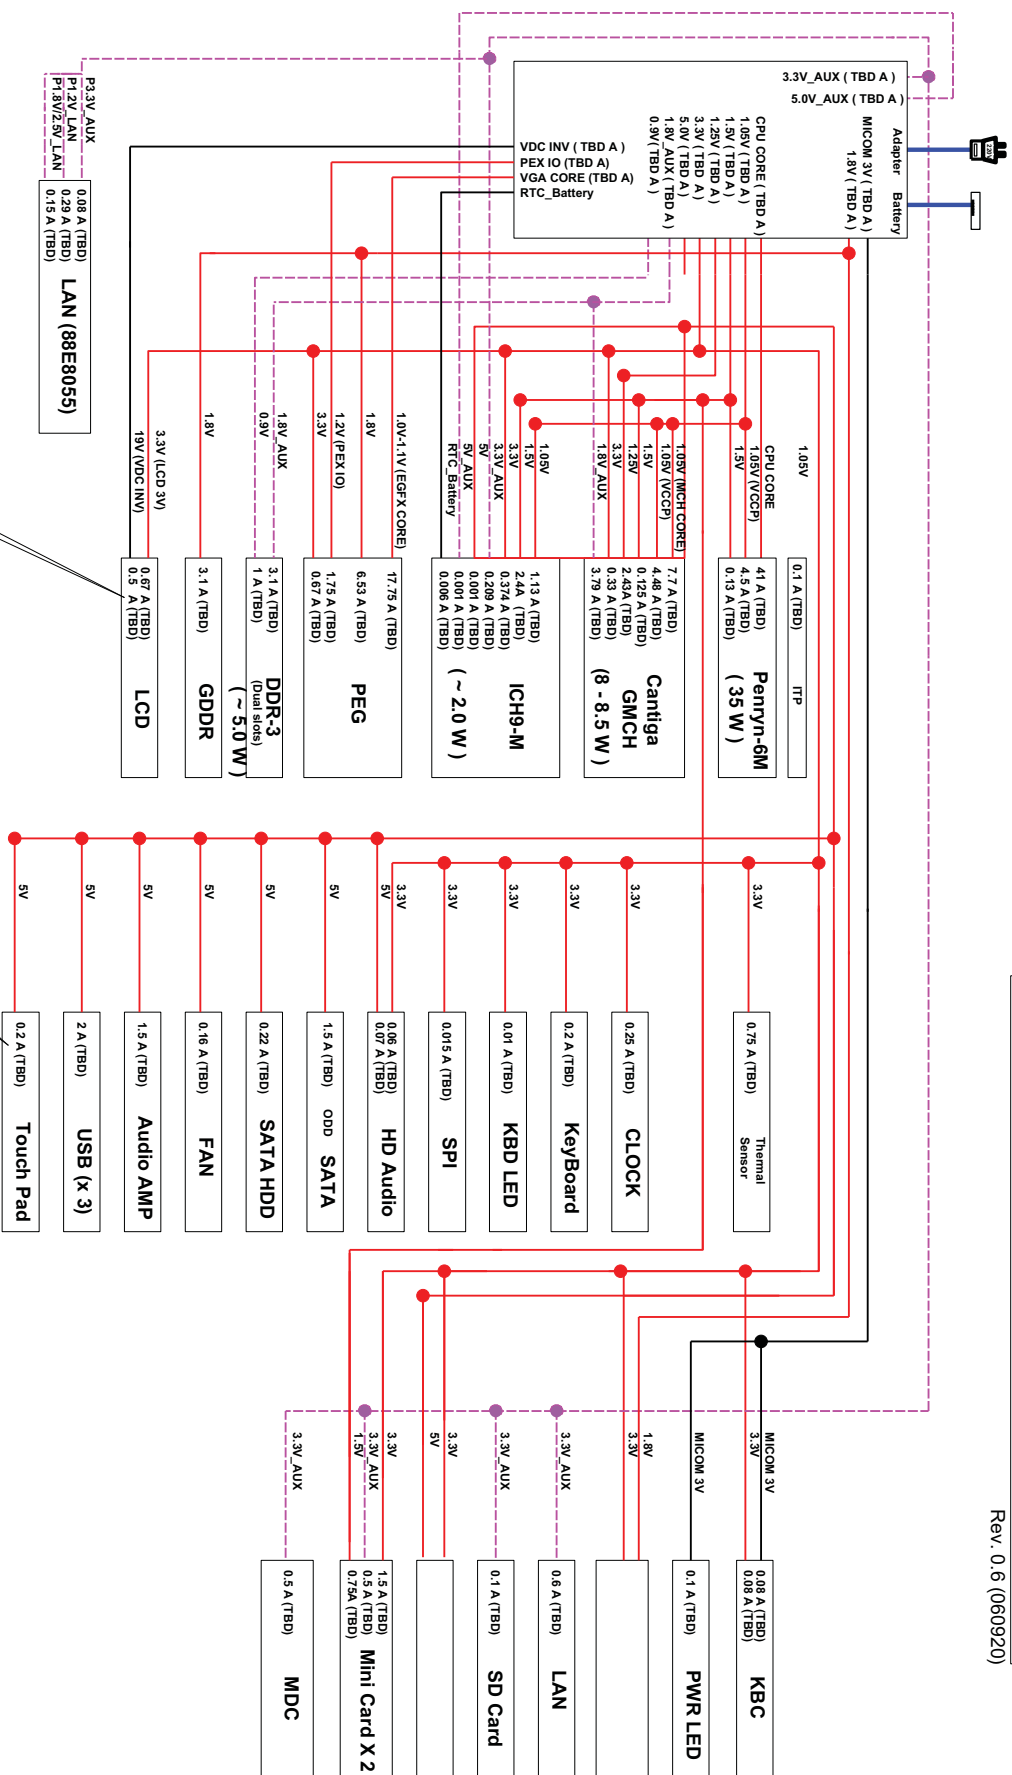 Rev. 0.6 (060920)
220V
Adapter
Battery
3.3V_AUX ( TBD A )
5.0V_AUX ( TBD A )
MICOM 3V ( TBD A )
1.8V ( TBD A )
CPU CORE ( TBD A )
1.05V ( TBD A )
1.5V ( TBD A )
1.25V ( TBD A )
3.3V ( TBD A )
5.0V ( TBD A )
1.8V_AUX ( TBD A )
0.9V( TBD A )
VDC INV ( TBD A )
PEX IO (TBD A)
VGA CORE (TBD A)
RTC_Battery
P3.3V_AUX
P1.2V_LAN
P1.8V/2.5V_LAN
0.08 A (TBD)
0.29 A (TBD)
0.15 A (TBD)
LAN (88E8055)
1.05V
0.1 A (TBD)
ITP
CPU CORE
1.05V (VCCP)
1.5V
41 A (TBD)
4.5 A (TBD)
0.13 A (TBD)
Penryn-6M
( 35 W )
1.05V (MCH CORE)
1.05V (VCCP)
1.5V
1.25V
3.3V
1.8V_AUX
7.7 A (TBD)
4.48 A (TBD)
0.125 A (TBD)
2.43A (TBD)
0.33 A (TBD)
3.79 A (TBD)
Cantiga
GMCH
(8 - 8.5 W )
1.05V
1.5V
3.3V
3.3V_AUX
5V
5V_AUX
RTC_Battery
1.13 A (TBD)
2.4A (TBD)
0.374 A (TBD)
0.209 A (TBD)
0.001 A (TBD)
0.001 A (TBD)
0.006 A (TBD)
ICH9-M
( ~ 2.0 W )
1.0V-1.1V (EGFX CORE)
1.8V
1.2V (PEX IO)
3.3V
17.75 A (TBD)
6.53 A (TBD)
1.75 A (TBD)
0.67 A (TBD)
PEG
1.8V_AUX
0.9V
3.1 A (TBD)
1 A (TBD)
DDR-3
(Dual slots)
( ~ 5.0 W )
1.8V
3.1 A (TBD)
GDDR
3.3V (LCD 3V)
19V (VDC INV)
0.67 A (TBD)
0.5 A (TBD)
LCD
3.3V
0.75 A (TBD)
Thermal
Sensor
3.3V
0.25 A (TBD)
CLOCK
3.3V
0.2 A (TBD)
KeyBoard
3.3V
0.01 A (TBD)
KBD LED
3.3V
0.015 A (TBD)
SPI
3.3V
5V
0.06 A (TBD)
0.07 A (TBD)
HD Audio
5V
1.5 A (TBD)
ODD SATA
5V
0.22 A (TBD)
SATA HDD
5V
0.16 A (TBD)
FAN
5V
1.5 A (TBD)
Audio AMP
5V
2 A (TBD)
USB (x 3)
5V
0.2 A (TBD)
Touch Pad
MICOM 3V
3.3V
0.08 A (TBD)
0.08 A (TBD)
KBC
MICOM 3V
0.1 A (TBD)
PWR LED
1.8V
3.3V
3.3V_AUX
0.6 A (TBD)
LAN
3.3V_AUX
0.1 A (TBD)
SD Card
3.3V
5V
3.3V
3.3V_AUX
1.5V
1.5 A (TBD)
0.5 A (TBD)
0.75A (TBD)
Mini Card X 2
3.3V_AUX
0.5 A (TBD)
MDC